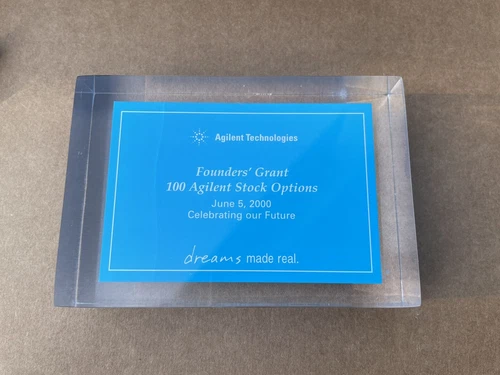 Agilent Technologies
Founders' Grant
100 Agilent Stock Options
June 5, 2000
Celebrating our Future
dreams made real.